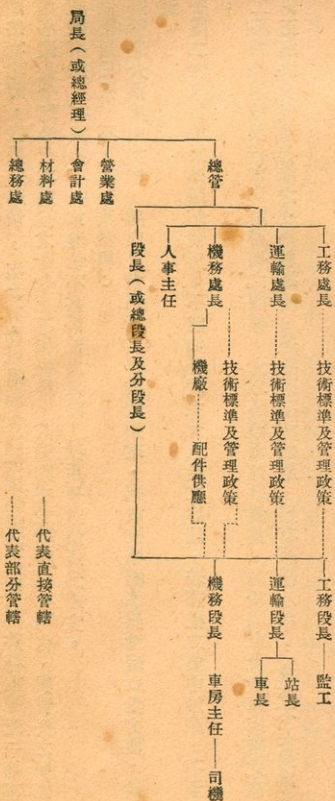 局長（或總經理）
總管
營業處
會計處
材料處
總務處
工務處長
運輸處長
機務處長
人事主任
段長（或總段長及分段長）
技術標準及管理政策
技術標準及管理政策
技術標準及管理政策
機廠
配件供應
工務段長
監工
運輸段長
站長
車長
機務段長
車房主任
司機
代表直接管轄
代表部分管轄